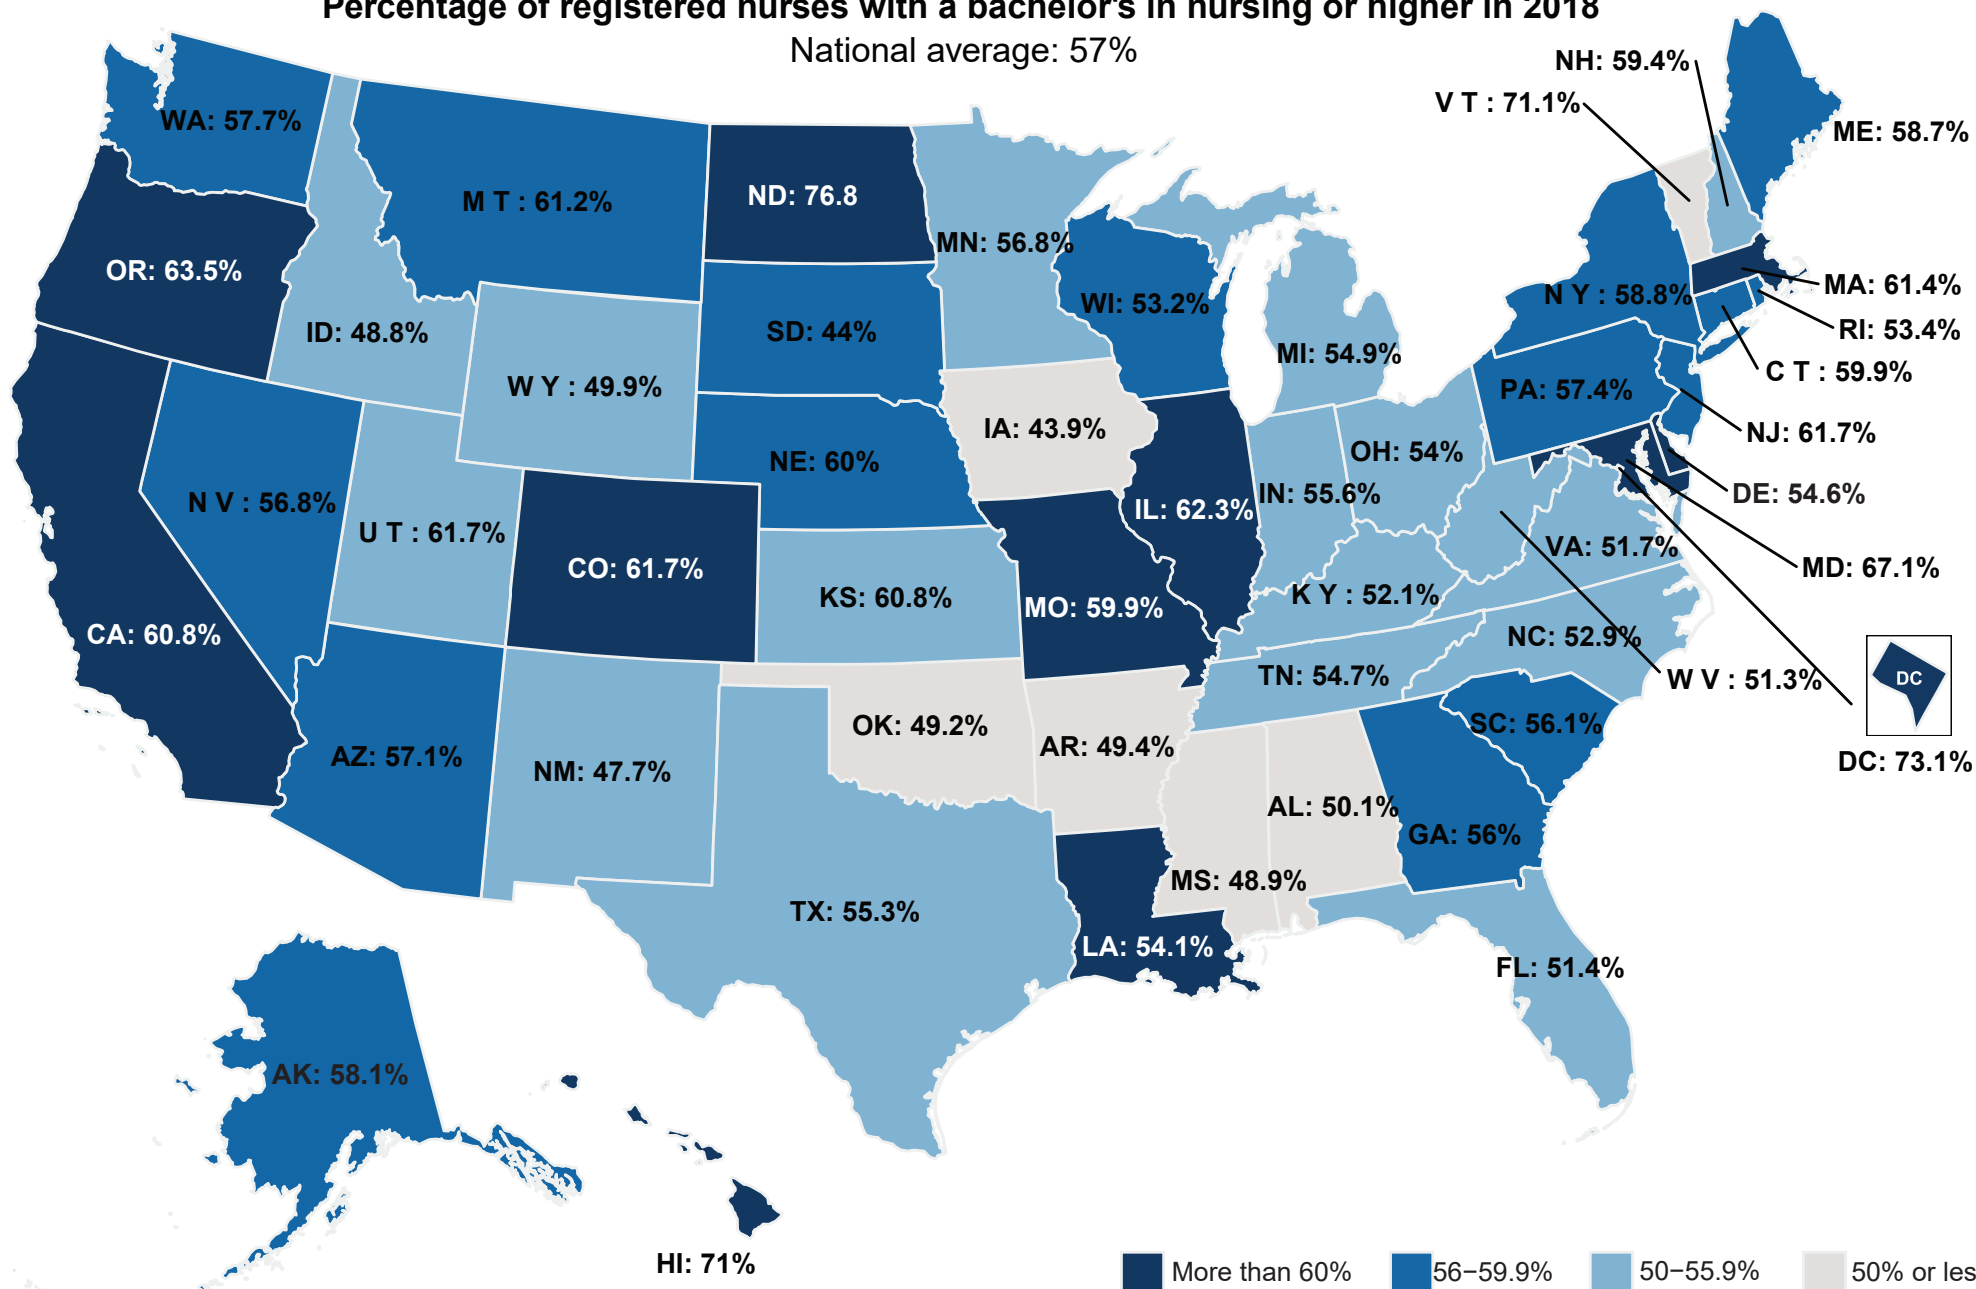 Percentage of registered nurses with a bachelor's in nursing or higher in 2018
National average: 57%
NH: 59.4%
V T : 71.1%
WA: 57.7%
ME: 58.7%
M T : 61.2%
ND: 76.8
MN: 56.8%
OR: 63.5%
N Y : 58.8%
MA: 61.4%
WI: 53.2%
RI: 53.4%
ID: 48.8%
SD: 44%
MI: 54.9%
C T : 59.9%
W Y : 49.9%
PA: 57.4%
IA: 43.9%
NJ: 61.7%
OH: 54%
NE: 60%
IN: 55.6%
DE: 54.6%
N V : 56.8%
IL: 62.3%
U T : 61.7%
VA: 51.7%
CO: 61.7%
MD: 67.1%
KS: 60.8%
K Y : 52.1%
MO: 59.9%
CA: 60.8%
NC: 52.9%
TN: 54.7%
W V : 51.3%
DC
OK: 49.2%
SC: 56.1%
AR: 49.4%
AZ: 57.1%
DC: 73.1%
NM: 47.7%
AL: 50.1%
GA: 56%
MS: 48.9%
TX: 55.3%
LA: 54.1%
FL: 51.4%
AK: 58.1%
HI: 71%
More than 60%
56–59.9%
50–55.9%
50% or les